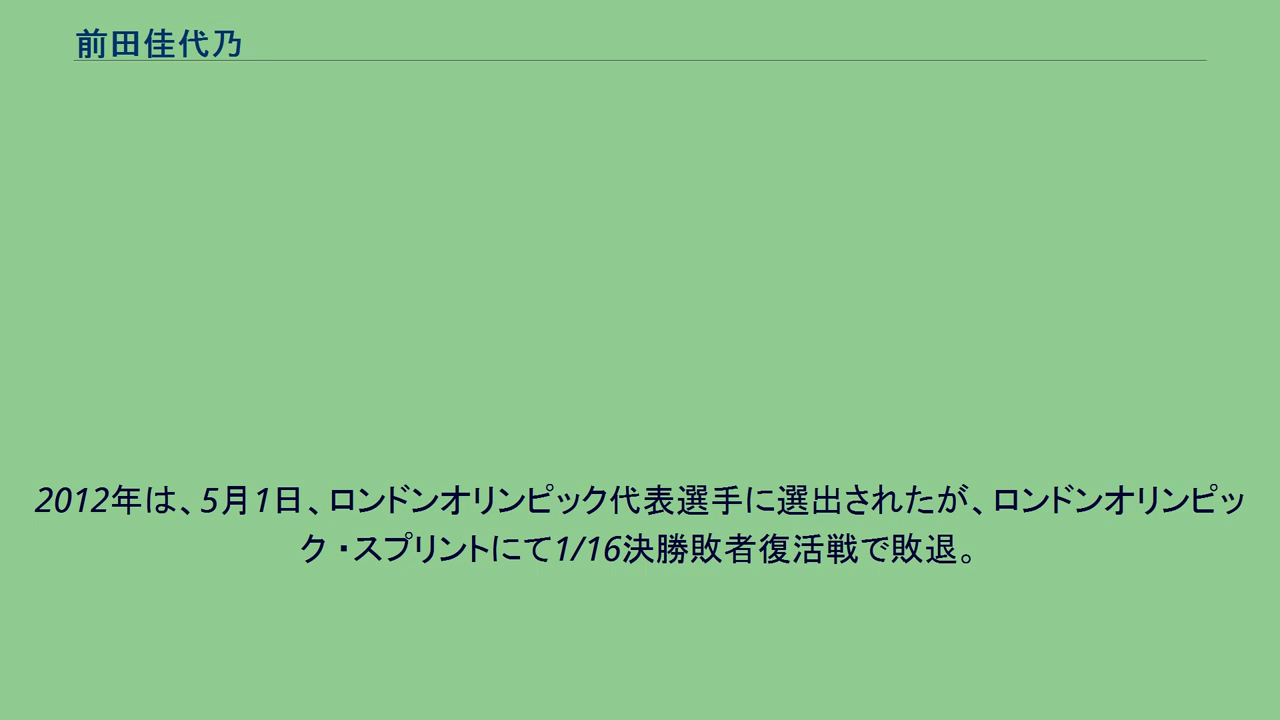 前田佳代乃
2012年は、5月1日、ロンドンオリンピック代表選手に選出されたが、ロンドンオリンピッ
ク・スプリントにて1/16決勝敗者復活戦で敗退。